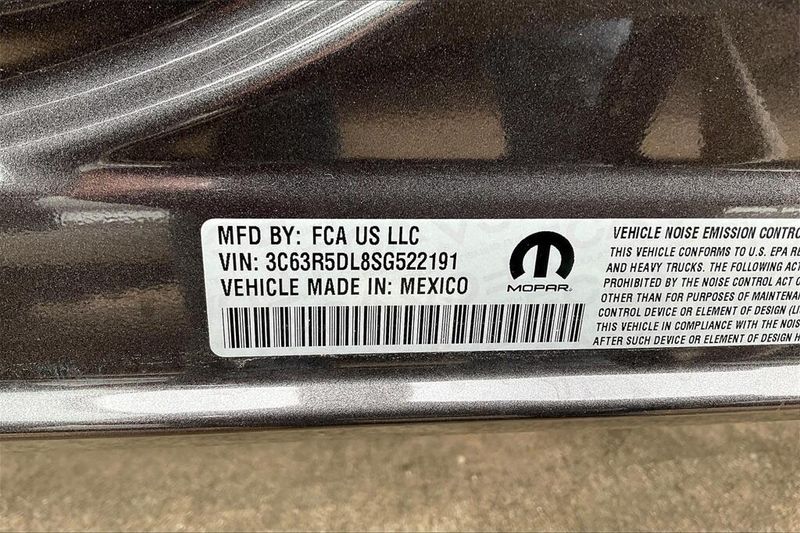 MFD BY: FCA US LLC
VIN: 3C63R5DL8SG522191
VEHICLE MADE IN: MEXICO
MOPAR
VEHICLE NOISE EMISSION CONTRO
THIS VEHICLE CONFORMS TO U.S. EPA R
AND HEAVY TRUCKS. THE FOLLOWING ACT
PROHIBITED BY THE NOISE CONTROL ACT O
OTHER THAN FOR PURPOSES OF MAINTENA
CONTROL DEVICE OR ELEMENT OF DESIGN (LI
THIS VEHICLE IN COMPLIANCE WITH THE NOIS
AFTER SUCH DEVICE OR ELEMENT OF DESIGN H